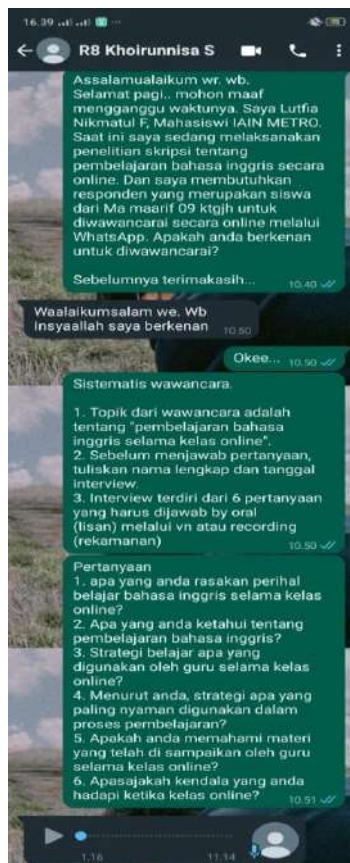 16.39
R8 Khoirunnisa S
Assalamualaikum wr. wb.
Selamat pagi.. mohon maaf
mengganggu waktunya. Saya Lutfia
Nikmatul F, Mahasiswi IAIN METRO.
Saat ini saya sedang melaksanakan
penelitian skripsi tentang
pembelajaran bahasa inggris secara
online. Dan saya membutuhkan
responden yang merupakan siswa
dari Ma maarif 09 ktgjh untuk
diwawancarai secara online melalui
WhatsApp. Apakah anda berkenan
untuk diwawancarai?
Sebelumnya terimakasih...
10.40
Waalaikumsalam we. Wb
Insyaallah saya berkenan 10.50
Okee... 10.50
Sistematis wawancara.
1. Topik dari wawancara adalah
tentang "pembelajaran bahasa
inggris selama kelas online".
2. Sebelum menjawab pertanyaan,
tuliskan nama lengkap dan tanggal
interview.
3. Interview terdiri dari 6 pertanyaan
yang harus dijawab by oral
(lisan) melalui vn atau recording
(rekamanan)
10.50
Pertanyaan
1. apa yang anda rasakan perihal
belajar bahasa inggris selama kelas
online?
2. Apa yang anda ketahui tentang
pembelajaran bahasa inggris?
3. Strategi belajar apa yang
digunakan oleh guru selama kelas
online?
4. Menurut anda, strategi apa yang
paling nyaman digunakan dalam
proses pembelajaran?
5. Apakah anda memahami materi
yang telah di sampaikan oleh guru
selama kelas online?
6. Apasajakah kendala yang anda
hadapi ketika kelas online?
10.51
1.16 11.14